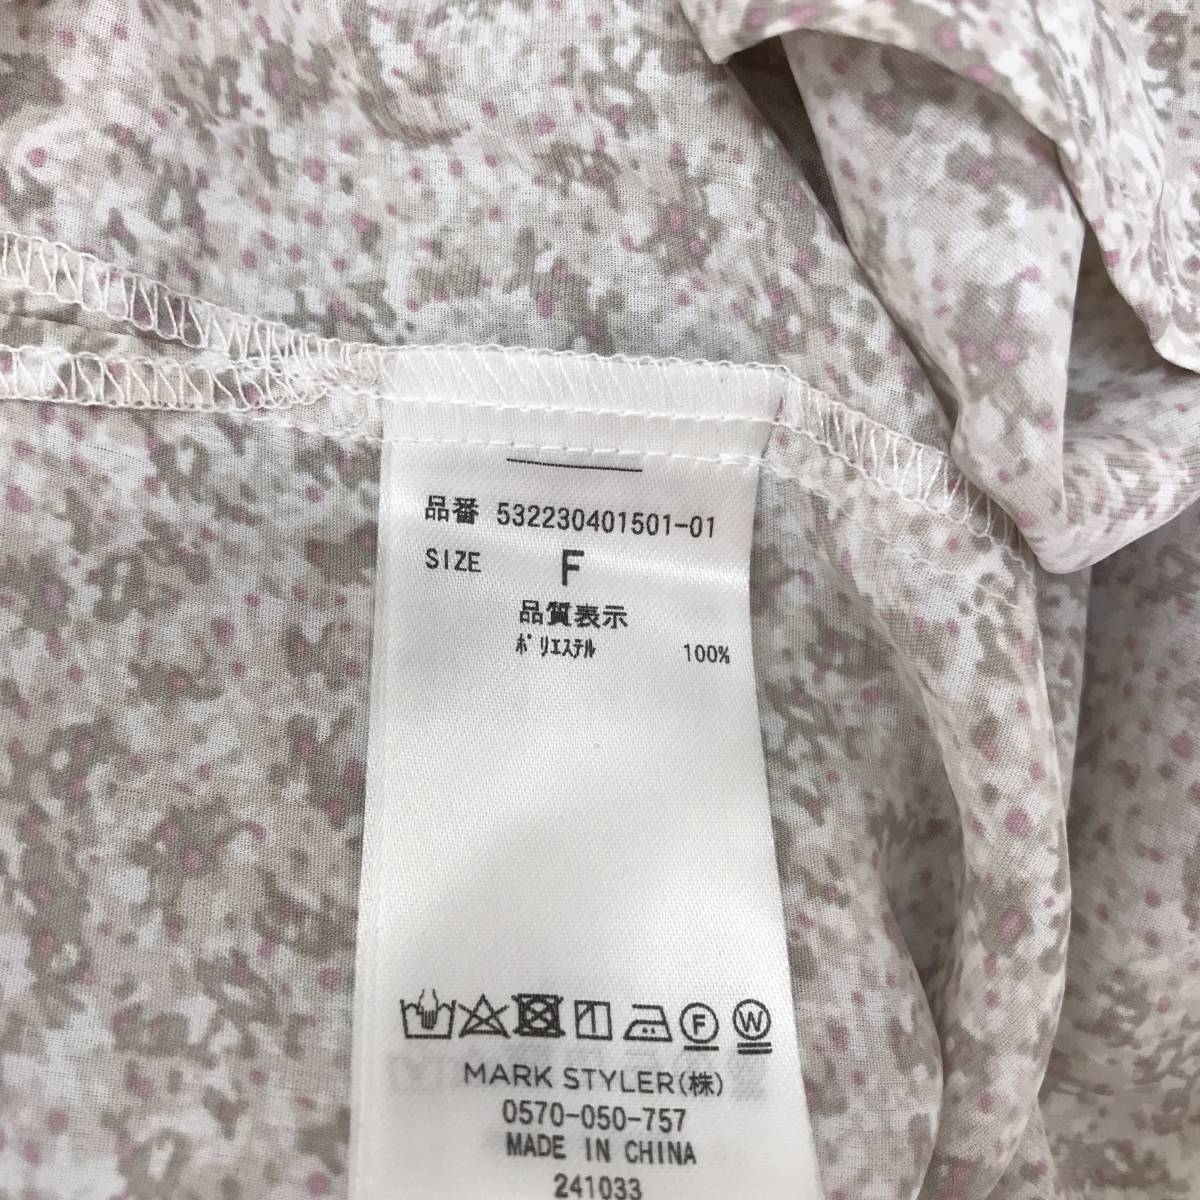 品番 532230401501-01
SIZE F
品質表示
ﾎﾟﾘｴｽﾃﾙ 100%
F W
MARK STYLER(株)
0570-050-757
MADE IN CHINA
241033